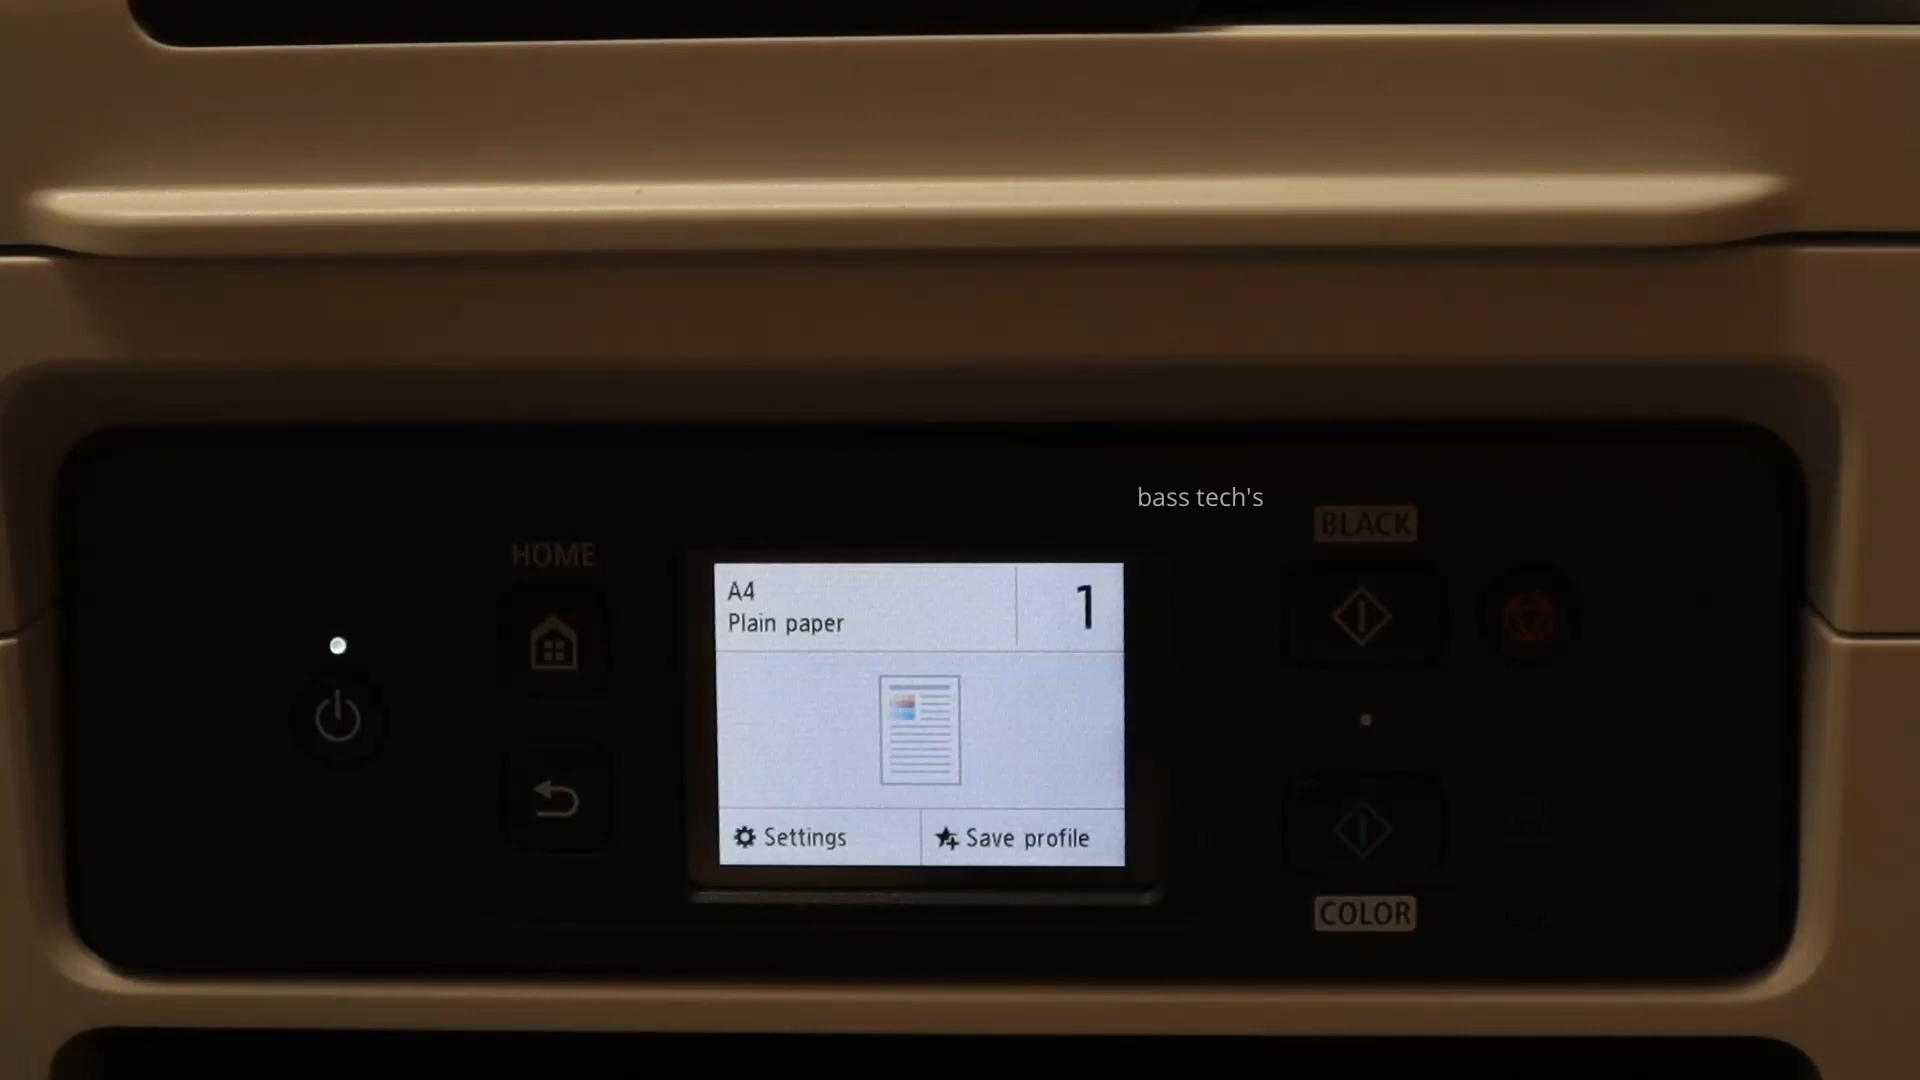 bass tech's
BLACK
HOME
A4
Plain paper
1
Settings
Save profile
COLOR